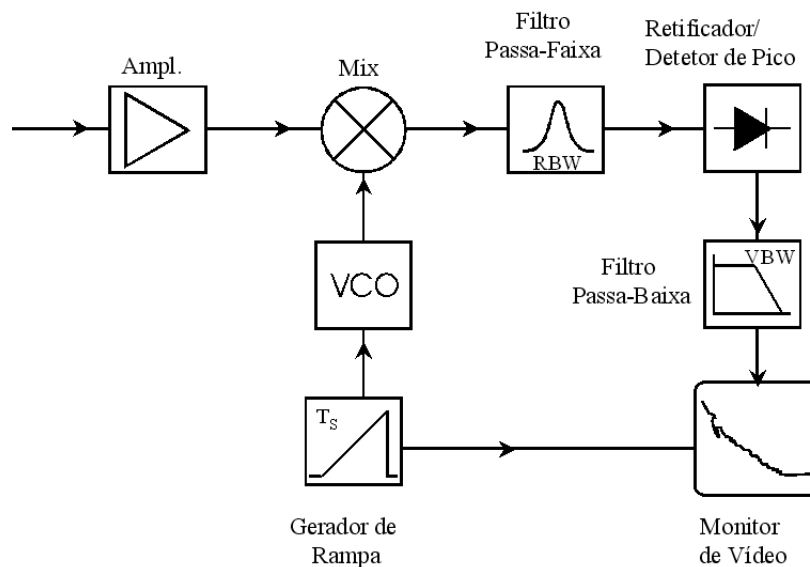 Filtro
Passa-Faixa
Retificador/
Detetor de Pico
Ampl.
Mix
RBW
VCO
Filtro
Passa-Baixa
VBW
T_S
Gerador de
Rampa
Monitor
de Vídeo